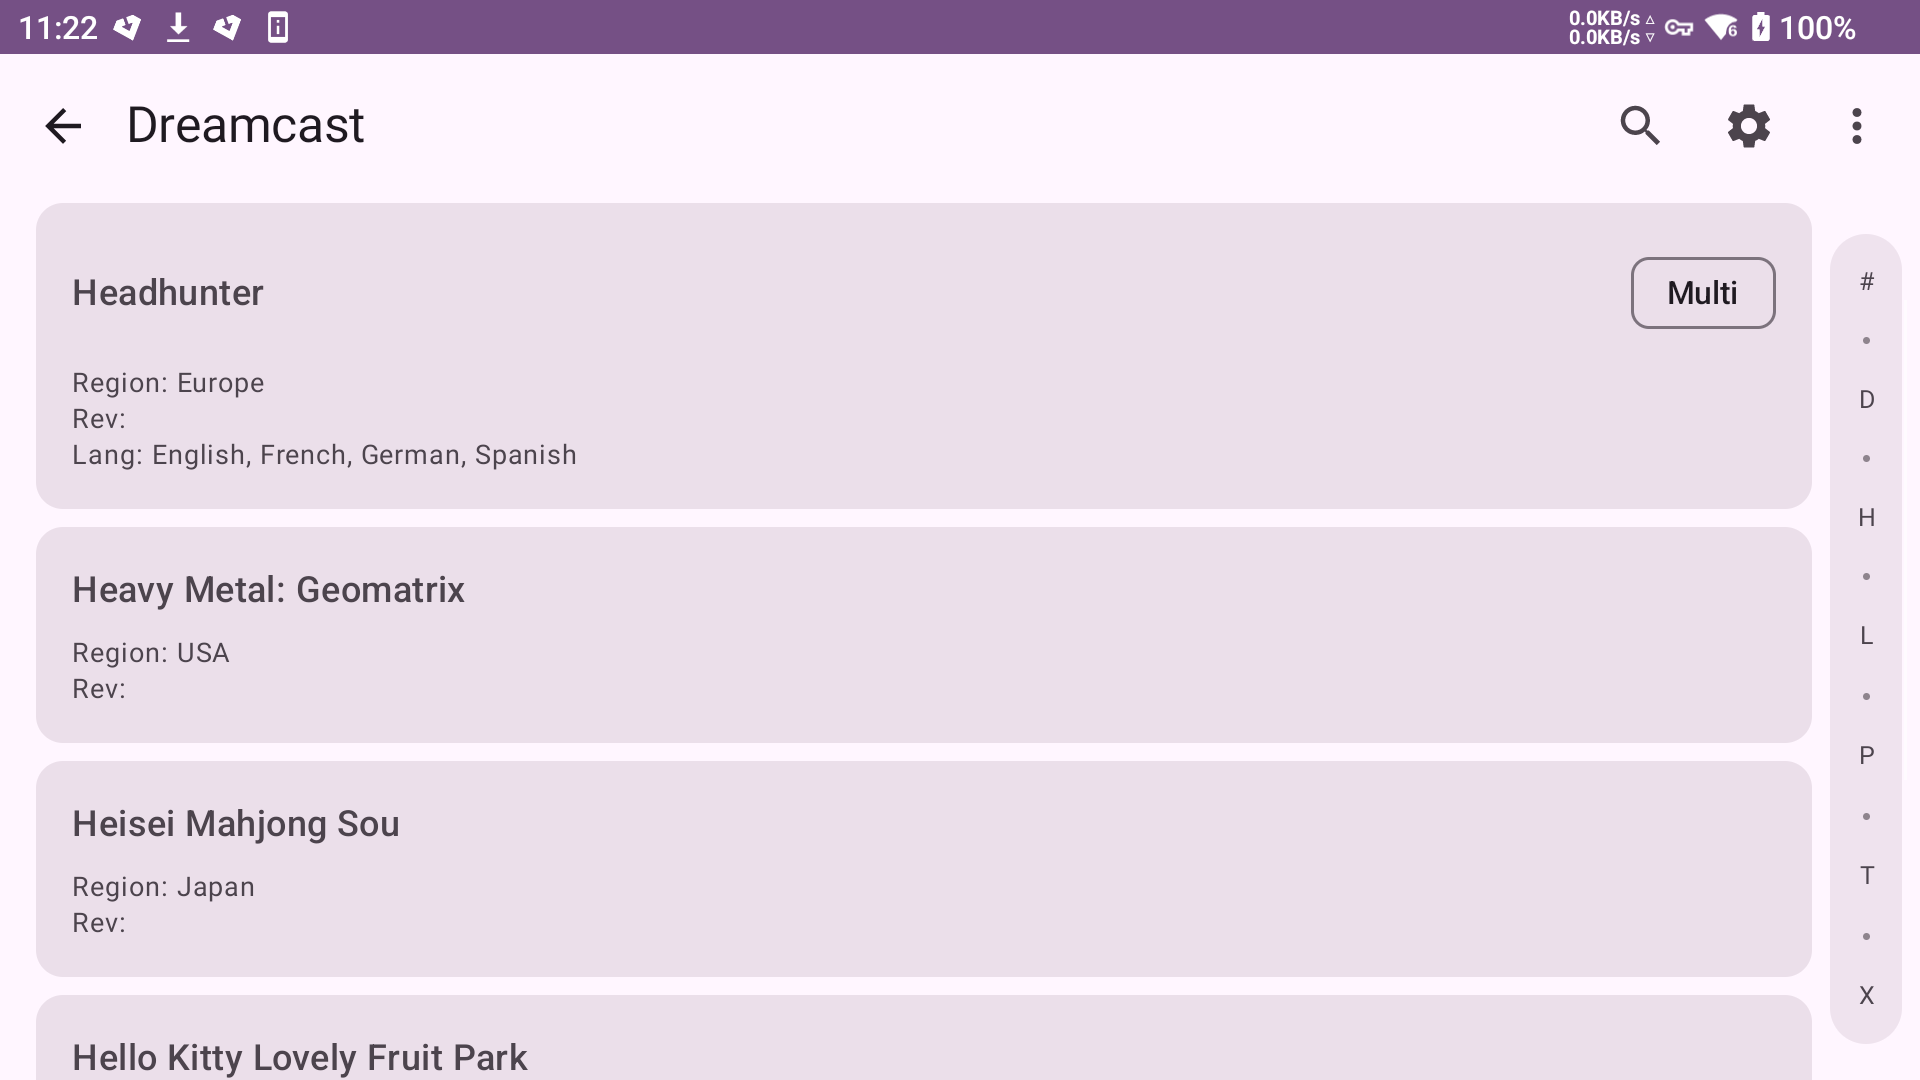 11:22
0.0KB/s
0.0KB/s
6
100%
Dreamcast
Headhunter
Multi
Region: Europe
Rev:
Lang: English, French, German, Spanish
Heavy Metal: Geomatrix
Region: USA
Rev:
Heisei Mahjong Sou
Region: Japan
Rev:
Hello Kitty Lovely Fruit Park
#
D
H
L
P
T
X